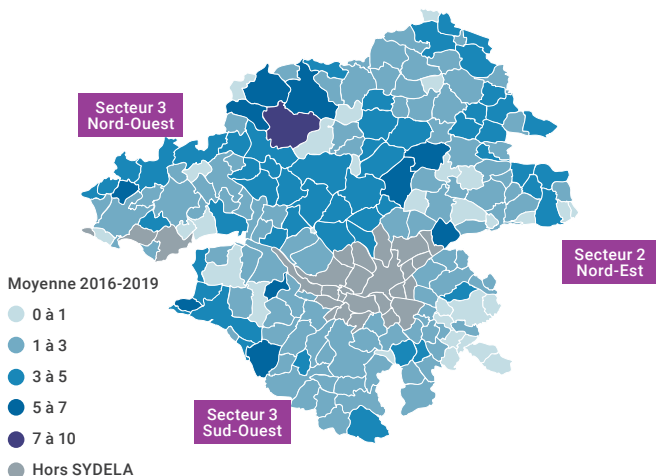 Secteur 3
Nord-Ouest
Secteur 2
Nord-Est
Moyenne 2016-2019
0 à 1
1 à 3
3 à 5
5 à 7
7 à 10
Hors SYDELA
Secteur 3
Sud-Ouest